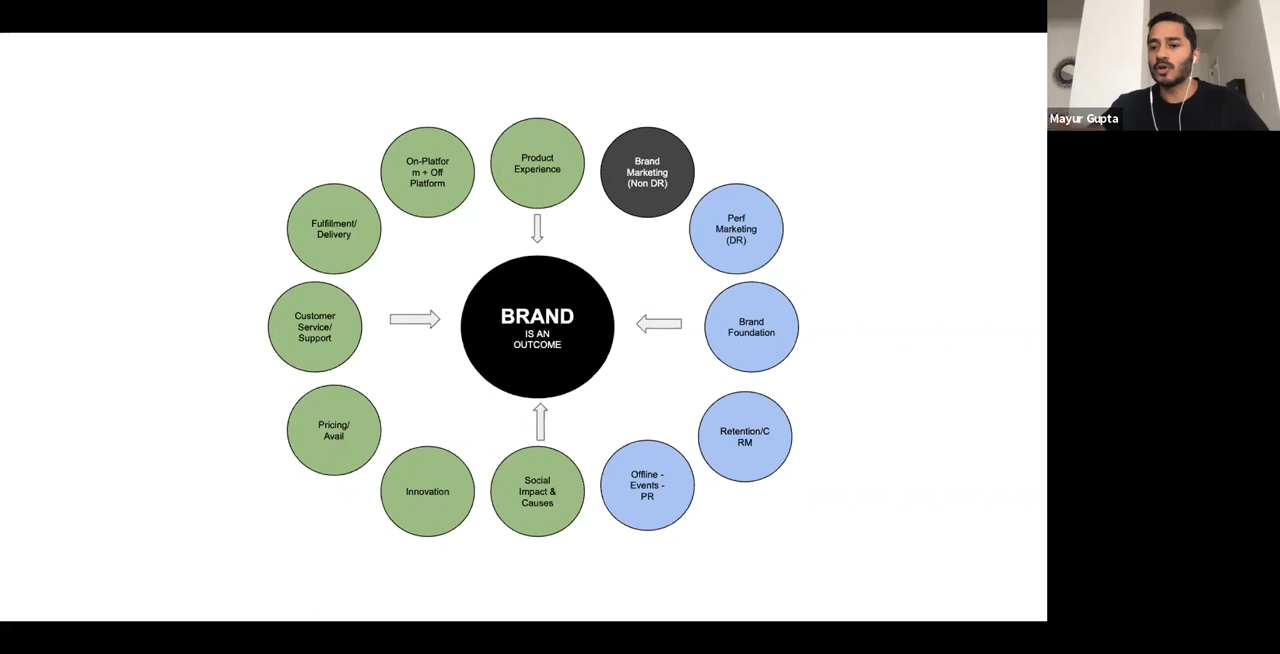 On-Platfor
m + Off
Platform
Product
Experience
Brand
Marketing
(Non DR)
Mayur Gupta
Fulfillment/
Delivery
Perf
Marketing
(DR)
Customer
Service/
Support
BRAND
IS AN
OUTCOME
Brand
Foundation
Pricing/
Avail
Retention/C
RM
Innovation
Social
Impact &
Causes
Offline -
Events -
PR